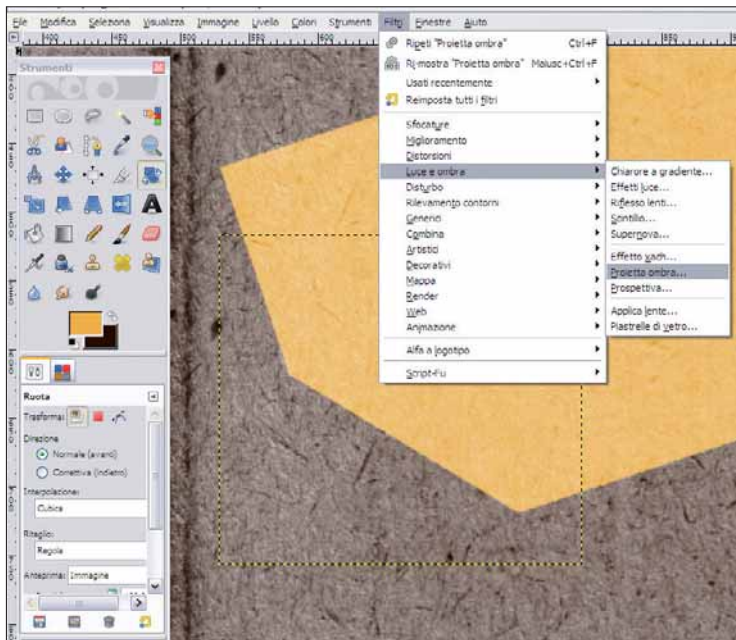 File Modifica Seleziona Visualizza Immagine Livello Colori Strumenti Filtri Finestre Aiuto
Strumenti
Ripeti "Proietta ombra" Ctrl+F
Ri-mostra "Proietta ombra" Maiusc+Ctrl+F
Usati recentemente
Reimposta tutti i filtri
Sfocature
Miglioramento
Distorsioni
Luce e ombra
Disturbo
Rilevamento contorni
Generici
Combina
Artistici
Decorativi
Mappa
Render
Web
Animazione
Alfa a logotipo
Script-Fu
Chiarore a gradiente...
Effetti luce...
Riflesso lenti...
Scintillio...
Supernova...
Effetto xach...
Proietta ombra...
Prospettiva...
Applica lente...
Piastrelle di vetro...
Ruota
Trasforma:
Direzione
Normale (avanti)
Correttiva (indietro)
Interpolazione:
Cubica
Ritaglio:
Regola
Anteprima: Immagine